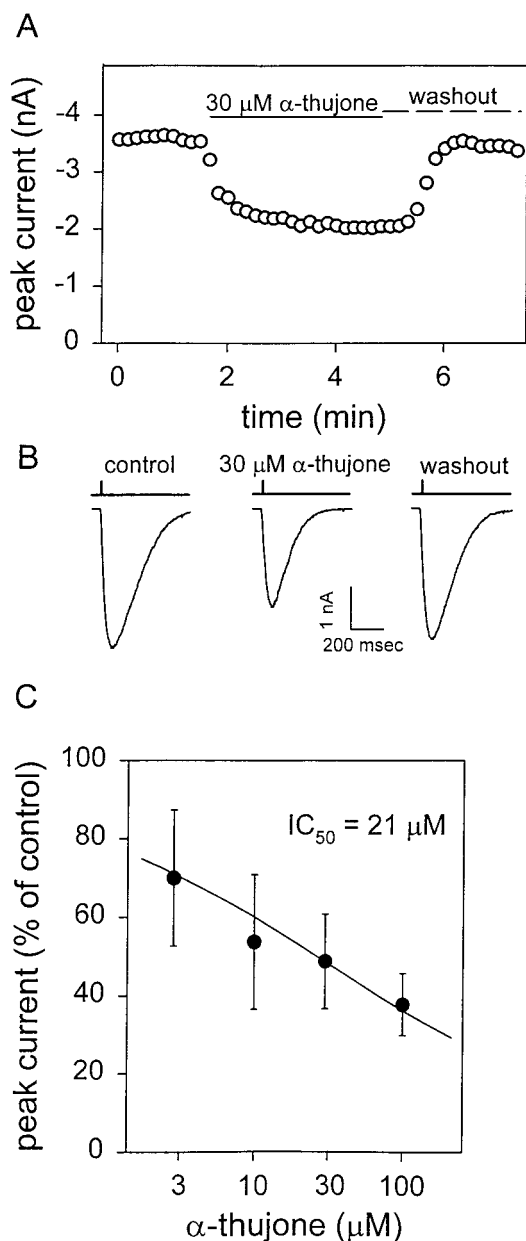 A
30 μM α-thujone
washout
-4
-3
-2
-1
0
peak current (nA)
0 2 4 6
time (min)
B
control 30 μM α-thujone washout
1 nA
200 msec
C
100
80
60
40
20
0
peak current (% of control)
IC50 = 21 μM
3 10 30 100
α-thujone (μM)